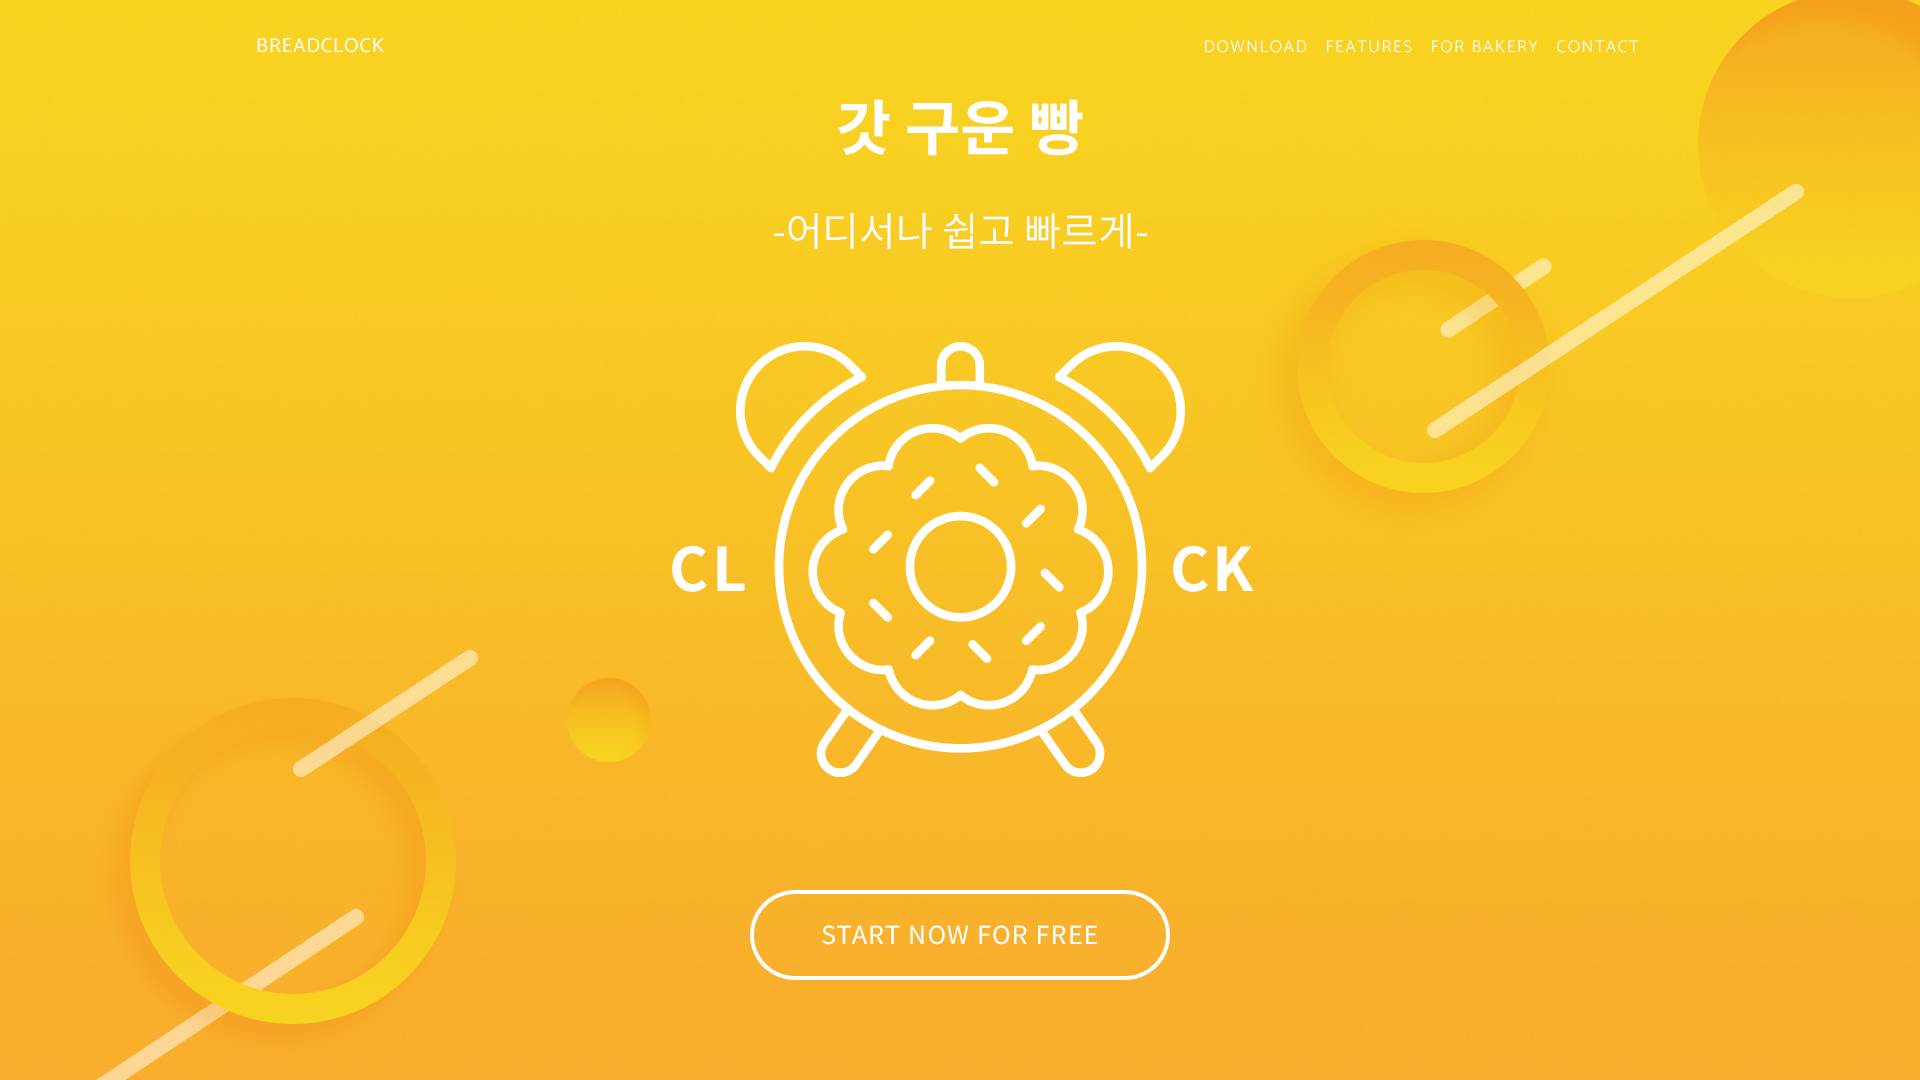 BREADCLOCK
DOWNLOAD FEATURES FOR BAKERY CONTACT
갓 구운 빵
-어디서나 쉽고 빠르게-
CL CK
START NOW FOR FREE